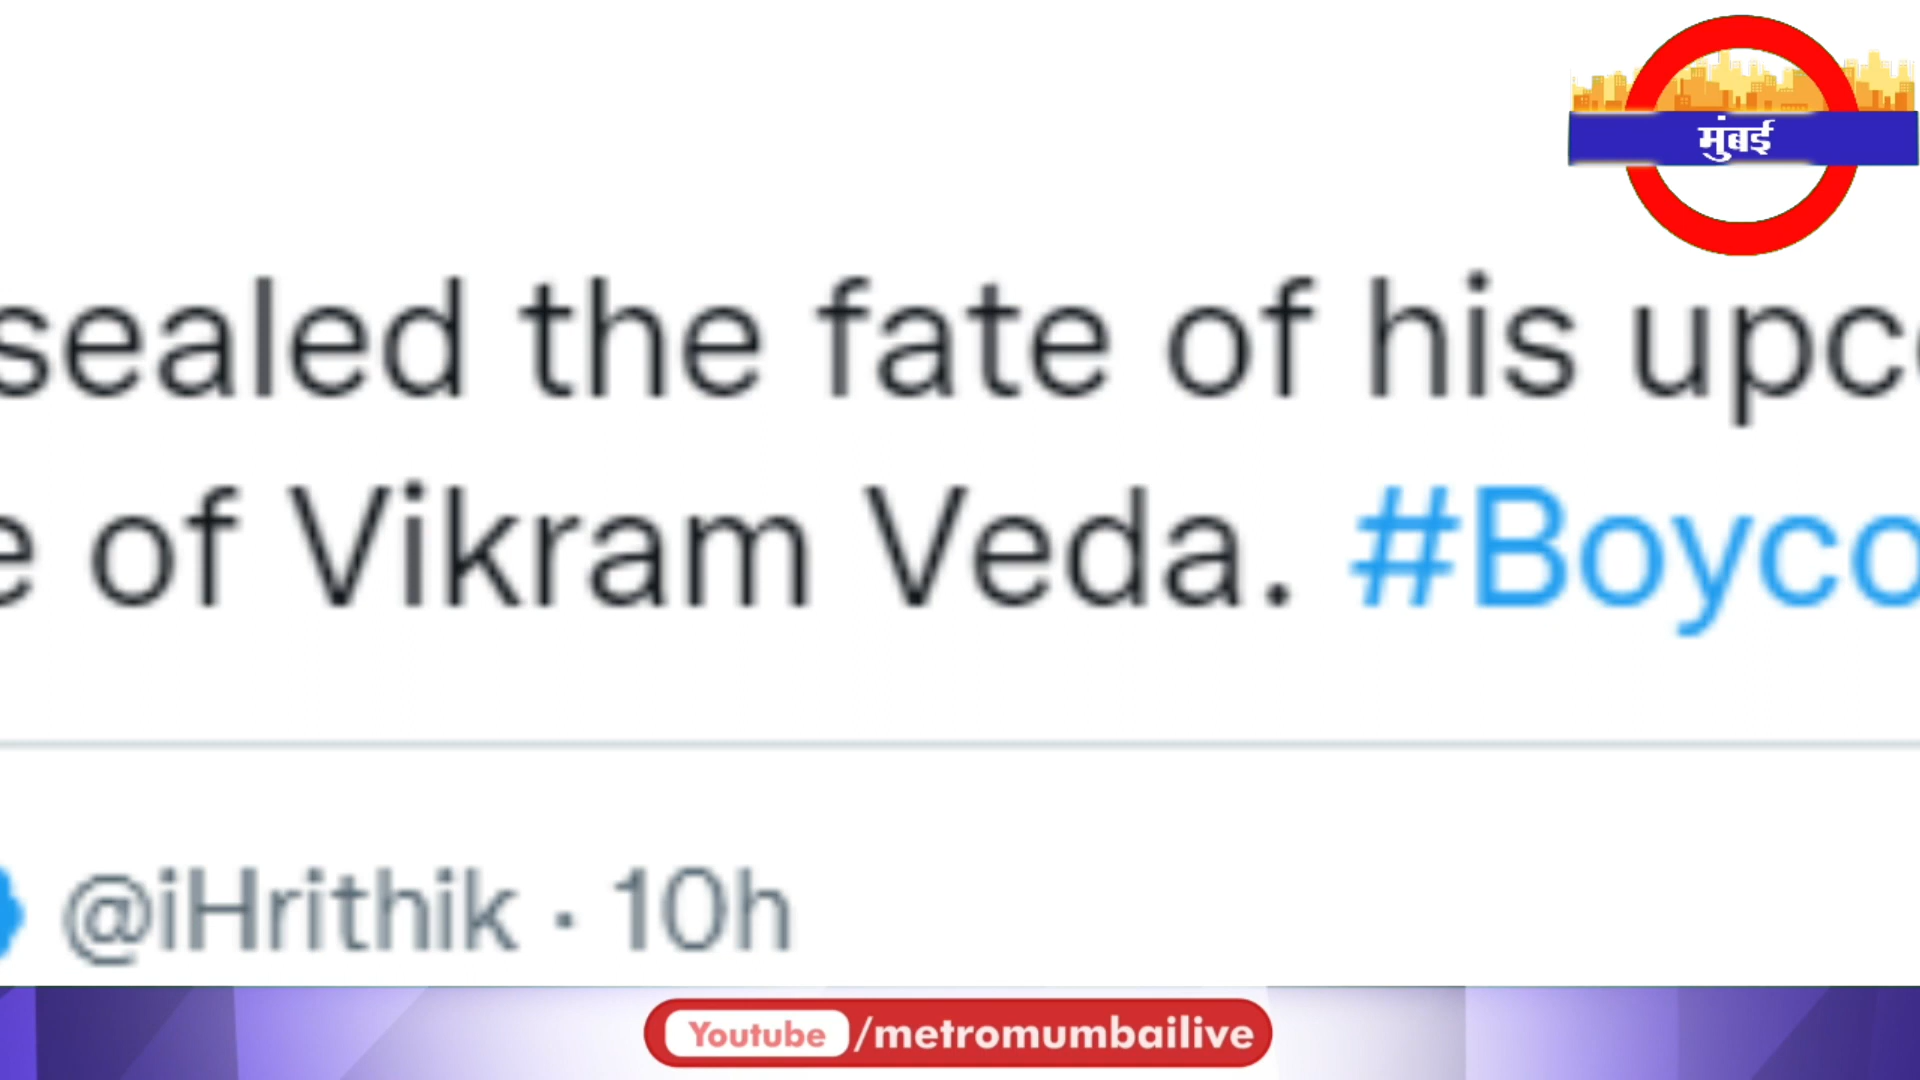 मुंबई
sealed the fate of his upc
e of Vikram Veda. #Boyco
@iHrithik · 10h
Youtube /metromumbailive